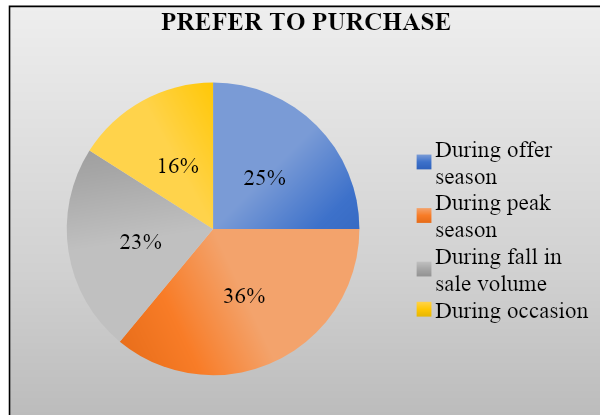 PREFER TO PURCHASE
16%
25%
23%
36%
During offer
season
During peak
season
During fall in
sale volume
During occasion